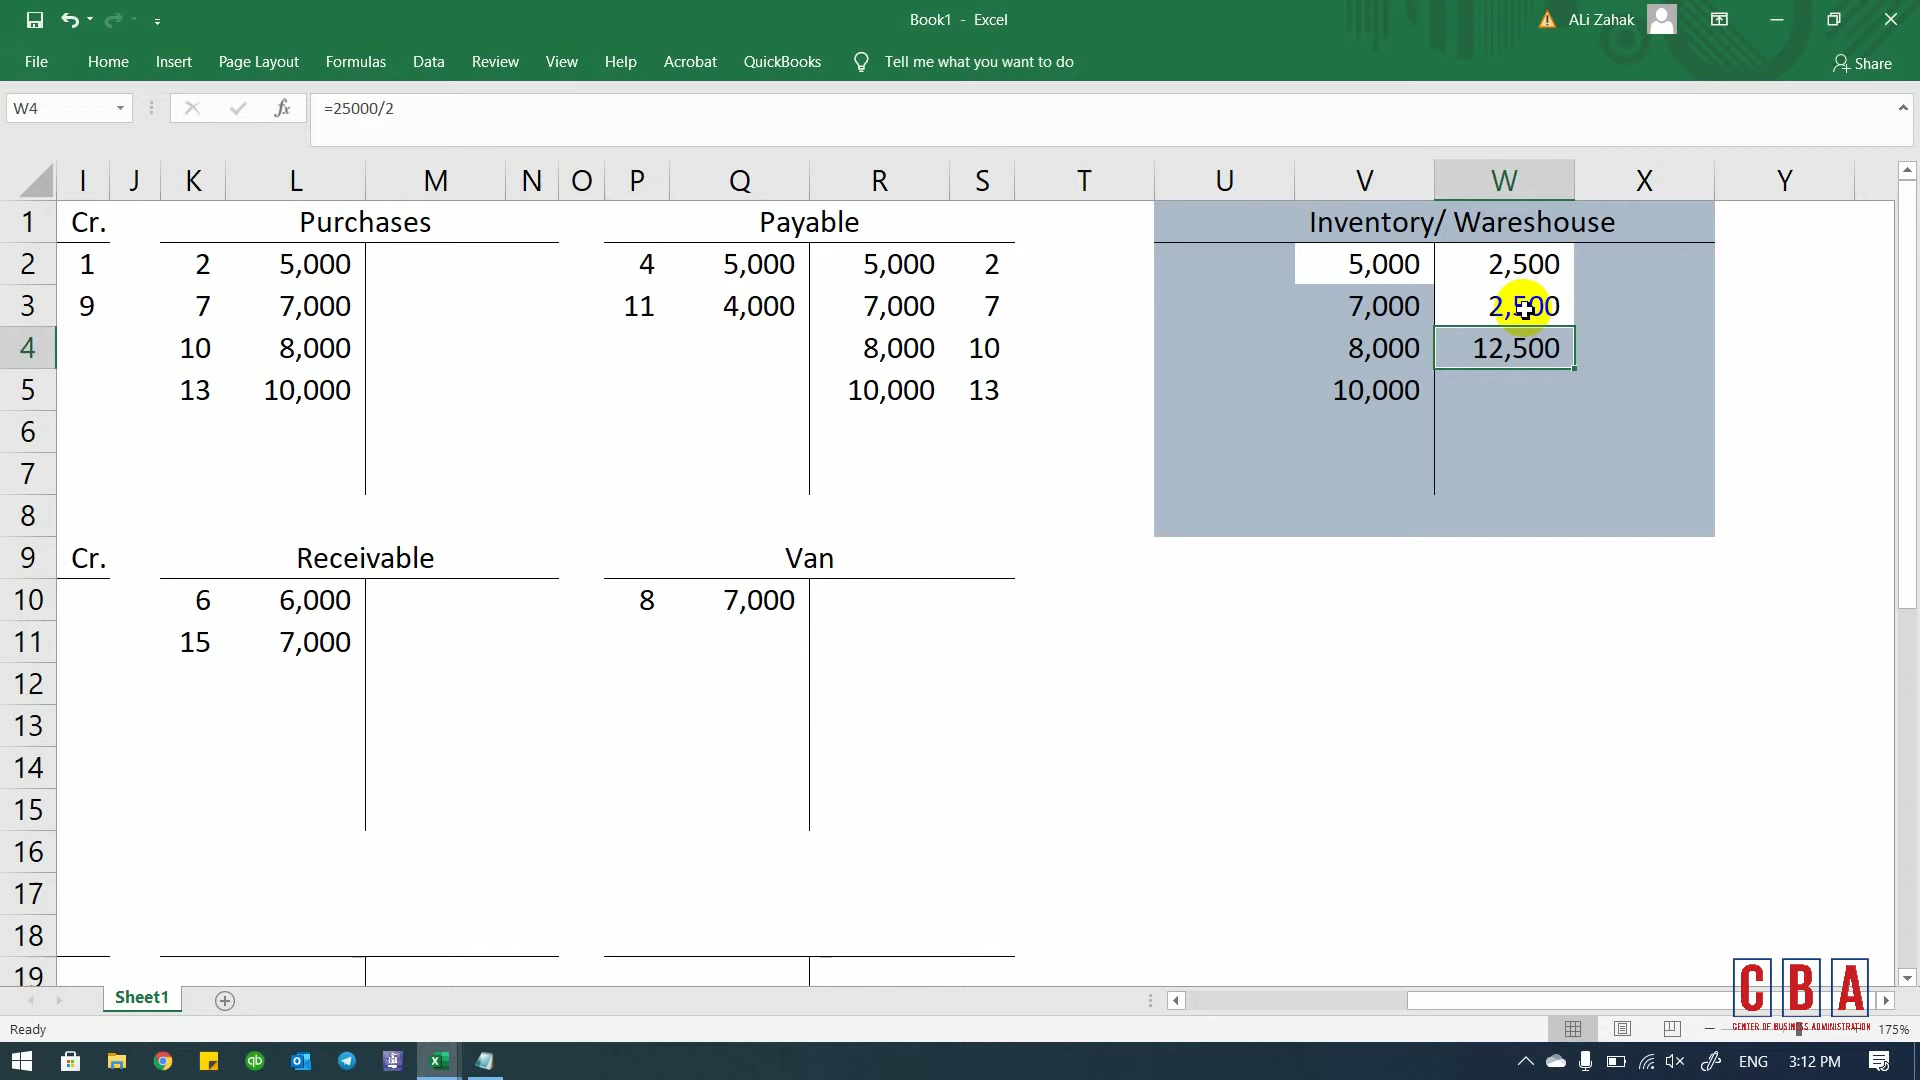 Book1 - Excel
ALi Zahak
File Home Insert Page Layout Formulas Data Review View Help Acrobat QuickBooks Tell me what you want to do
Share
W4 fx =25000/2
I J K L M N O P Q R S T U V W X Y
1 Cr. Purchases Payable Inventory/ Wareshouse
2 1 2 5,000 4 5,000 5,000 2 5,000 2,500
3 9 7 7,000 11 4,000 7,000 7 7,000 2,500
4 10 8,000 8,000 10 8,000 12,500
5 13 10,000 10,000 13 10,000
6
7
8
9 Cr. Receivable Van
10 6 6,000 8 7,000
11 15 7,000
12
13
14
15
16
17
18
19
Sheet1
CBA
CENTER OF BUSINESS ADMINISTRATION
Ready
175%
ENG 3:12 PM